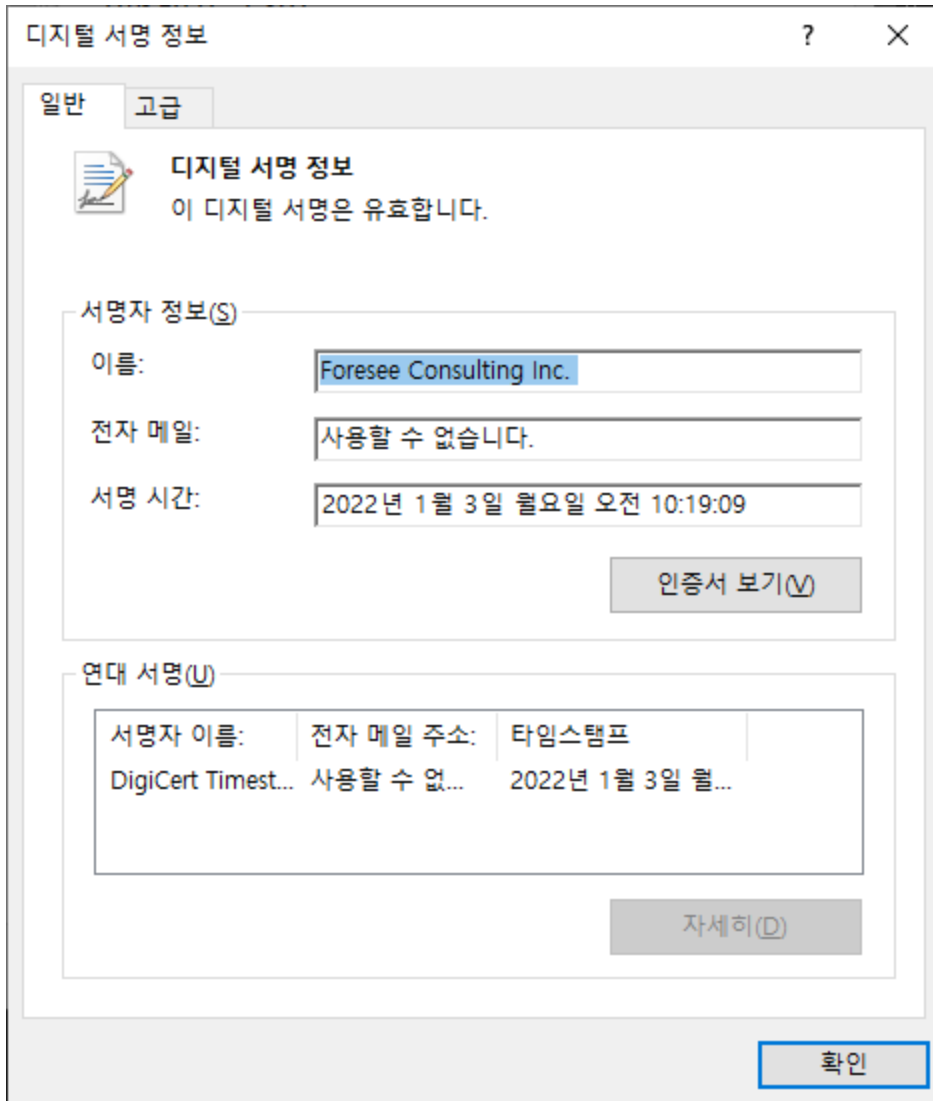 디지털 서명 정보
일반
고급
디지털 서명 정보
이 디지털 서명은 유효합니다.
서명자 정보(S)
이름: Foresee Consulting Inc.
전자 메일: 사용할 수 없습니다.
서명 시간: 2022년 1월 3일 월요일 오전 10:19:09
인증서 보기(V)
연대 서명(U)
서명자 이름: 전자 메일 주소: 타임스탬프
DigiCert Timest... 사용할 수 없... 2022년 1월 3일 월...
자세히(D)
확인